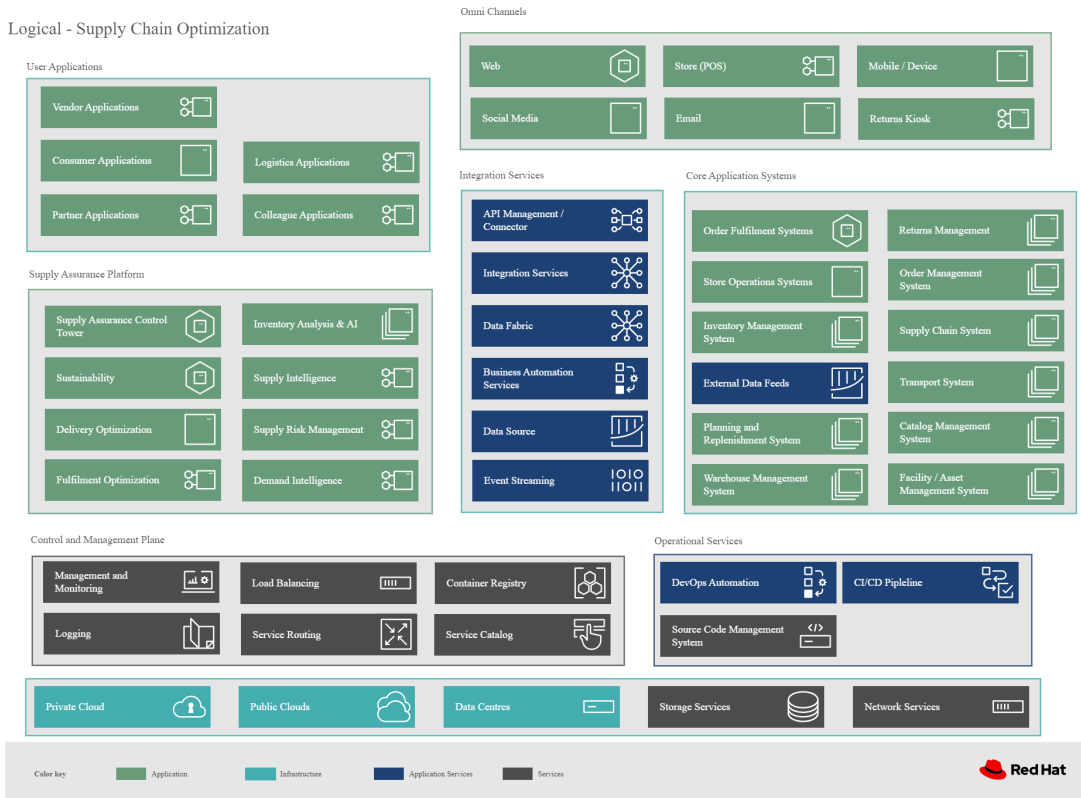 Logical - Supply Chain Optimization
Omni Channels
Web
Store (POS)
Mobile / Device
Social Media
Email
Returns Kiosk
User Applications
Vendor Applications
Consumer Applications
Logistics Applications
Partner Applications
Colleague Applications
Integration Services
API Management /
Connector
Integration Services
Data Fabric
Business Automation
Services
Data Source
Event Streaming
Core Application Systems
Order Fulfilment Systems
Returns Management
Store Operations Systems
Order Management
System
Inventory Management
System
Supply Chain System
External Data Feeds
Transport System
Planning and
Replenishment System
Catalog Management
System
Warehouse Management
System
Facility / Asset
Management System
Supply Assurance Platform
Supply Assurance Control
Tower
Inventory Analysis & AI
Sustainability
Supply Intelligence
Delivery Optimization
Supply Risk Management
Fulfilment Optimization
Demand Intelligence
Control and Management Plane
Management and
Monitoring
Load Balancing
Container Registry
Logging
Service Routing
Service Catalog
Operational Services
DevOps Automation
CI/CD Pipleline
Source Code Management
System
Private Cloud
Public Clouds
Data Centres
Storage Services
Network Services
Color key
Application
Infrastructure
Application Services
Services
Red Hat